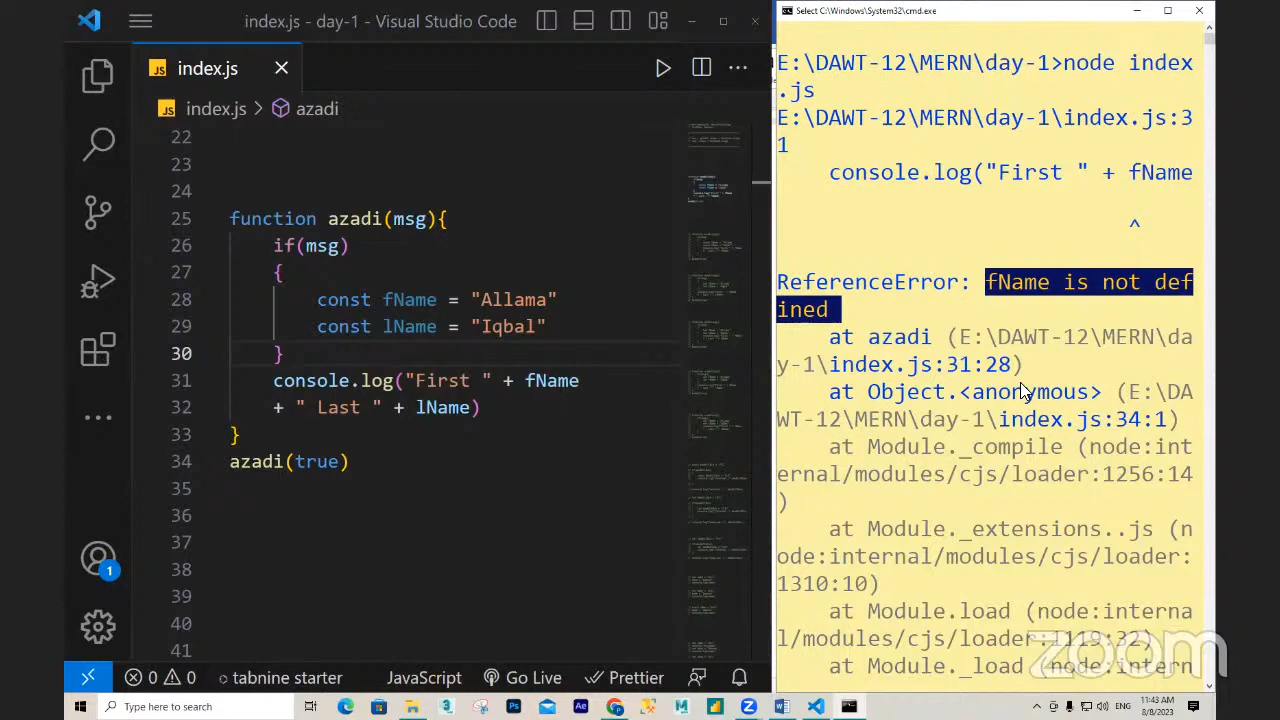 index.js - day-1 - Visual Studio Code
JS index.js
JS index.js > azadi
22
23
24
25 function azadi(msg){
26 if(msg)
27 {
28 const fName = "Allama"
29 const lName = "Iqbal"
30 }
31 console.log("First " + fName
32 + " Last " + lName)
33 }
34 azadi(true)
35
36
37
38
39
40
41
1
0 0 tabnine starter JavaScript Go Live Prettier
Select C:\Windows\System32\cmd.exe
E:\DAWT-12\MERN\day-1>node index
.js
E:\DAWT-12\MERN\day-1\index.js:3
1
console.log("First " + fName
^
ReferenceError: fName is not def
ined
at azadi (E:\DAWT-12\MERN\da
y-1\index.js:31:28)
at Object.<anonymous> (E:\DA
WT-12\MERN\day-1\index.js:34:1)
at Module._compile (node:int
ernal/modules/cjs/loader:1256:14
)
at Module._extensions..js (n
ode:internal/modules/cjs/loader:
1310:10)
at Module.load (node:interna
l/modules/cjs/loader:1119:32)
at Module._load (node:intern
zoom
Type here to search
Ae
Ps
ENG
11:43 AM
8/8/2023